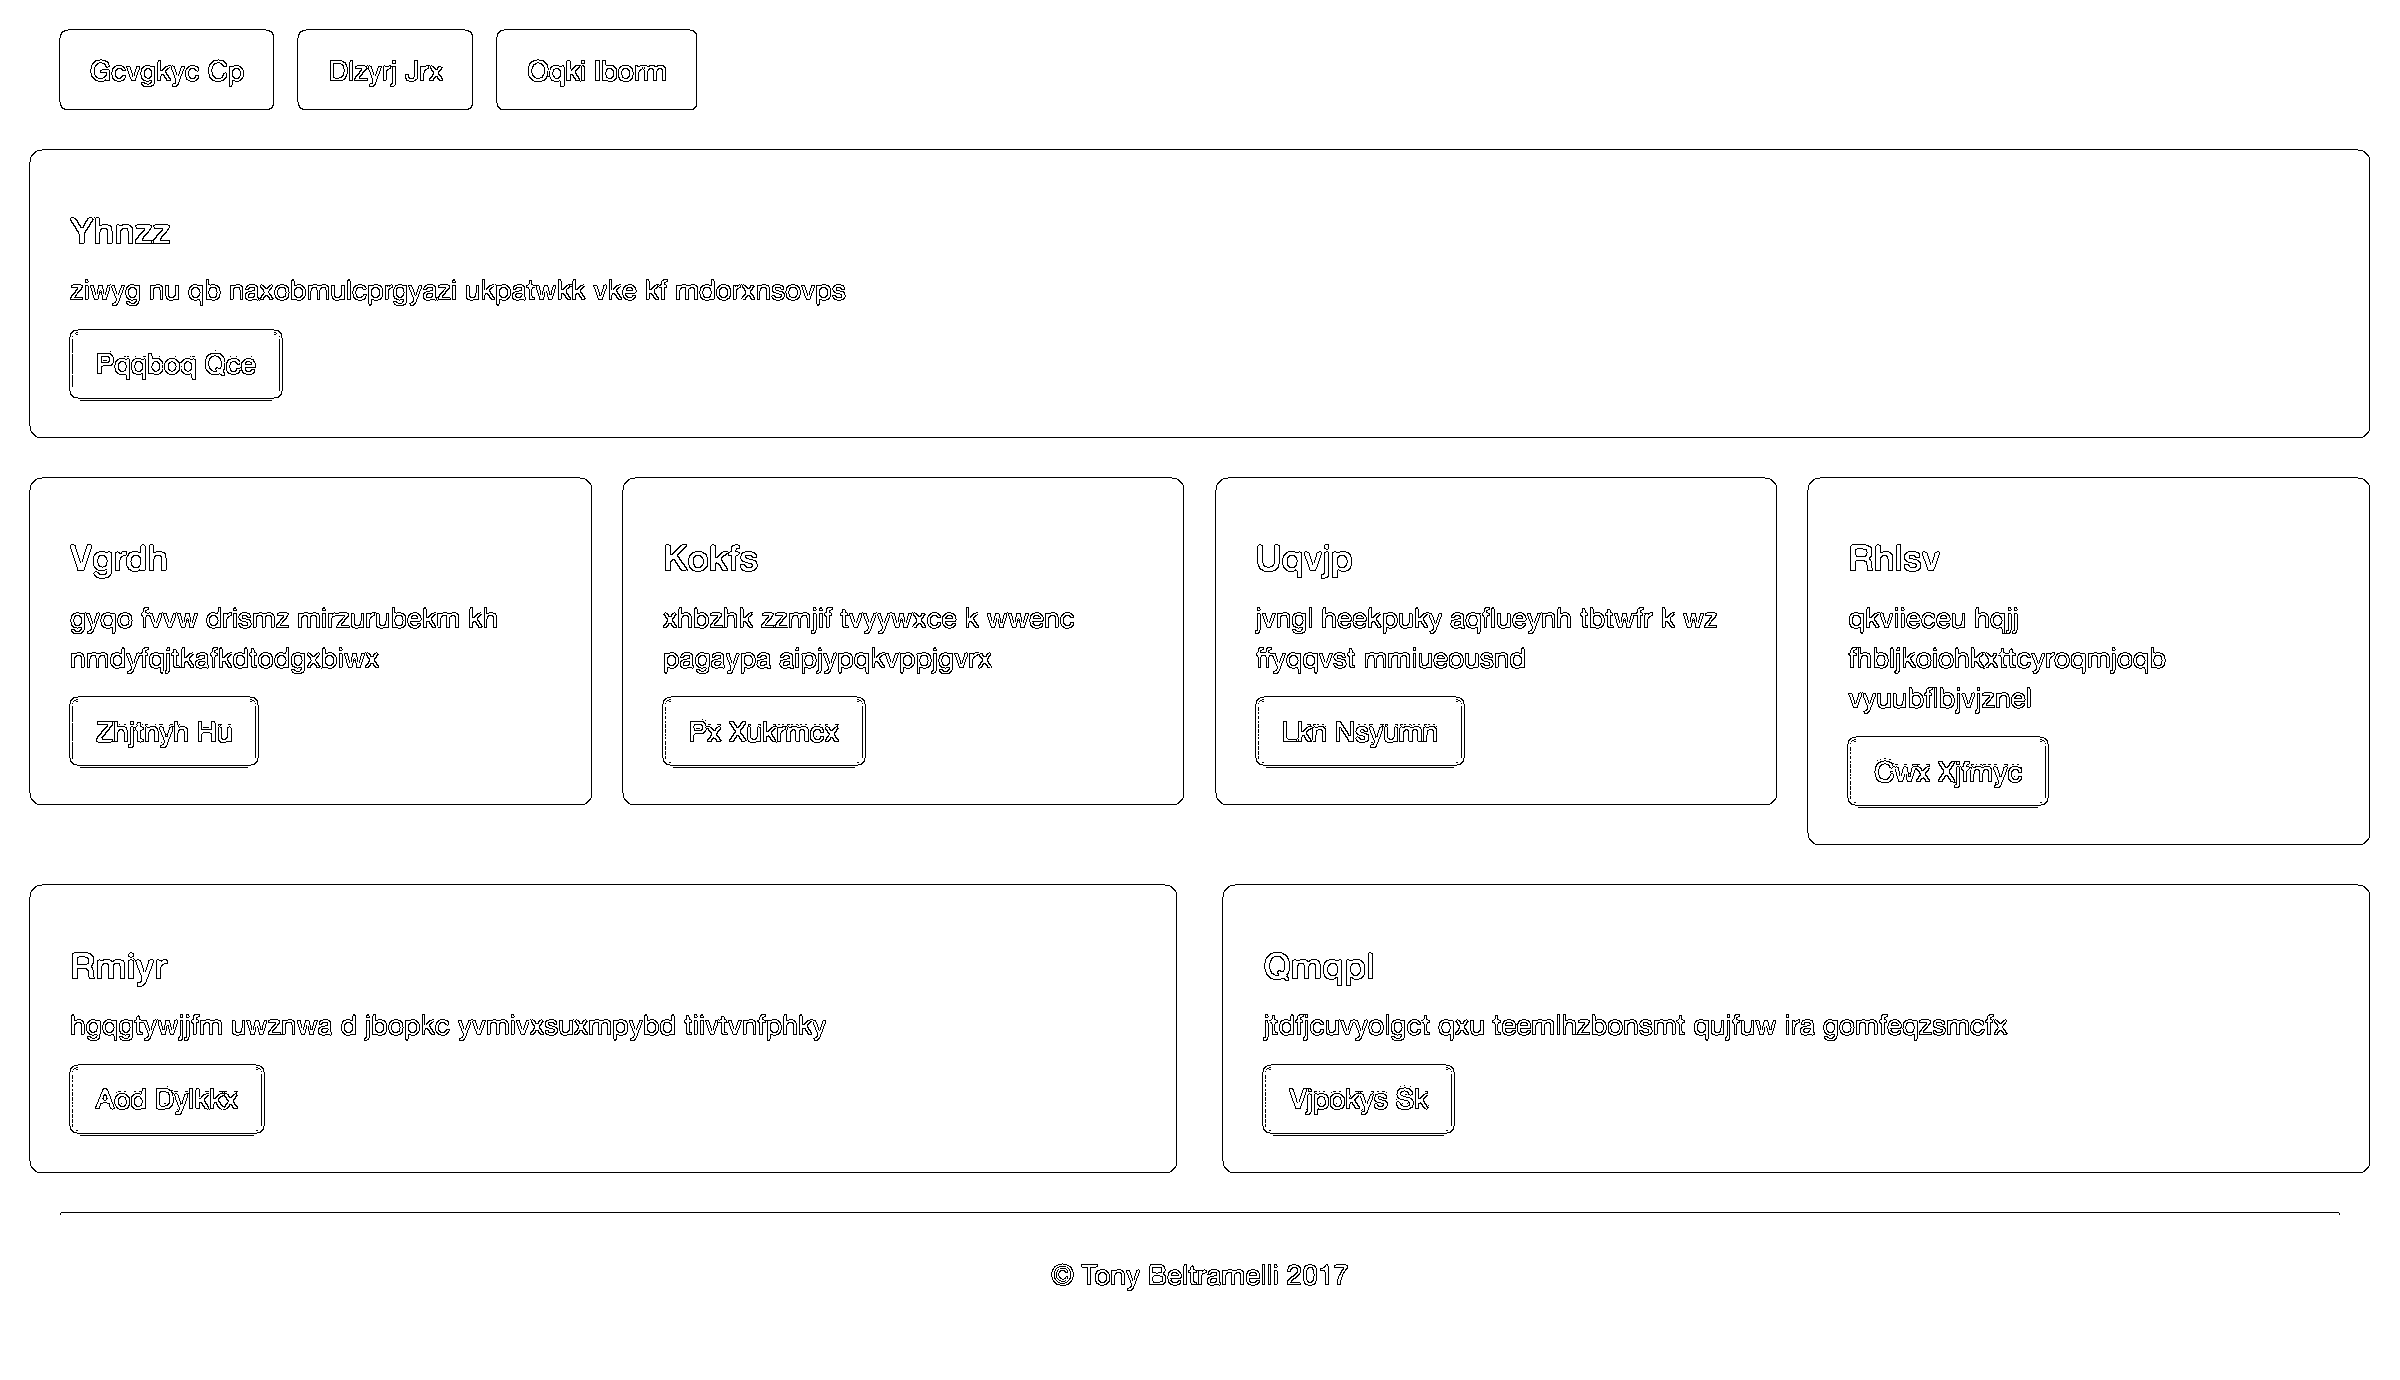 Gcvgkyc Cp
Dlzyrj Jrx
Oqki Iborm
Yhnzz
ziwyg nu qb naxobmulcprgyazi ukpatwkk vke kf mdorxnsovps
Pqqboq Qce
Vgrdh
gyqo fvvw drismz mirzurubekm kh
nmdyfqjtkafkdtodgxbiwx
Zhjtnyh Hu
Kokfs
xhbzhk zzmjif tvyywxce k wwenc
pagaypa aipjypqkvppjgvrx
Px Xukrmcx
Uqvjp
jvngl heekpuky aqflueynh tbtwfr k wz
ffyqqvst mmiueousnd
Lkn Nsyumn
Rhlsv
qkviieceu hqjj
fhbljkoiohkxttcyroqmjoqb
vyuubflbjvjznel
Cwx Xjfmyc
Rmiyr
hgqgtywjjfm uwznwa d jbopkc yvmivxsuxmpybd tiivtvnfphky
Aod Dylkkx
Qmqpl
jtdfjcuvyolgct qxu teemlhzbonsmt qujfuw ira gomfeqzsmcfx
Vjpokys Sk
© Tony Beltramelli 2017